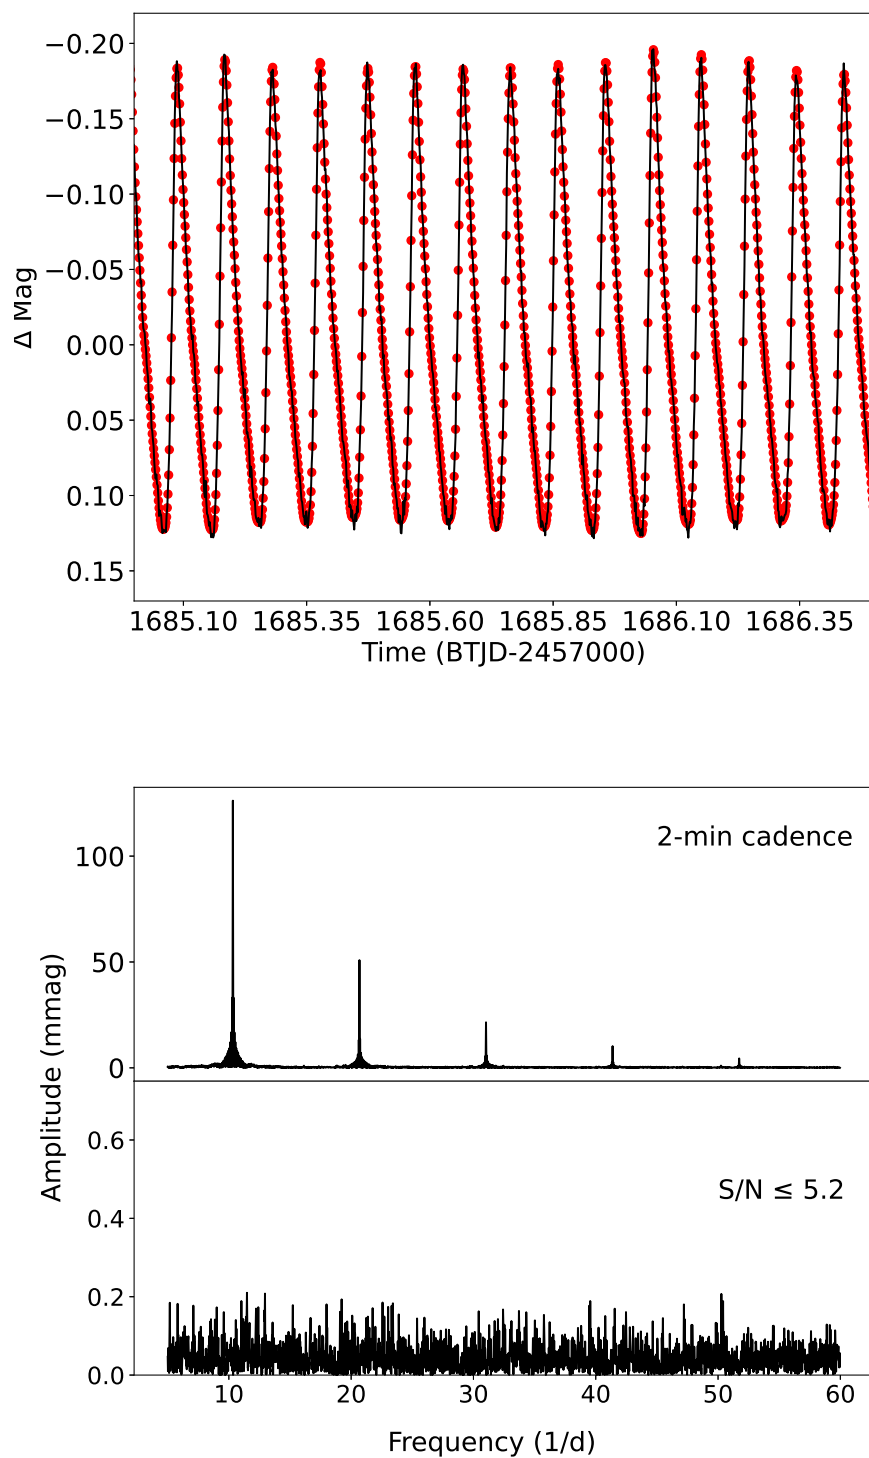 −0.20
−0.15
−0.10
−0.05
0.00
0.05
0.10
0.15
Δ Mag
1685.10 1685.35 1685.60 1685.85 1686.10 1686.35
Time (BTJD-2457000)
2-min cadence
100
50
0
Amplitude (mmag)
S/N ≤ 5.2
0.6
0.4
0.2
0.0
10 20 30 40 50 60
Frequency (1/d)